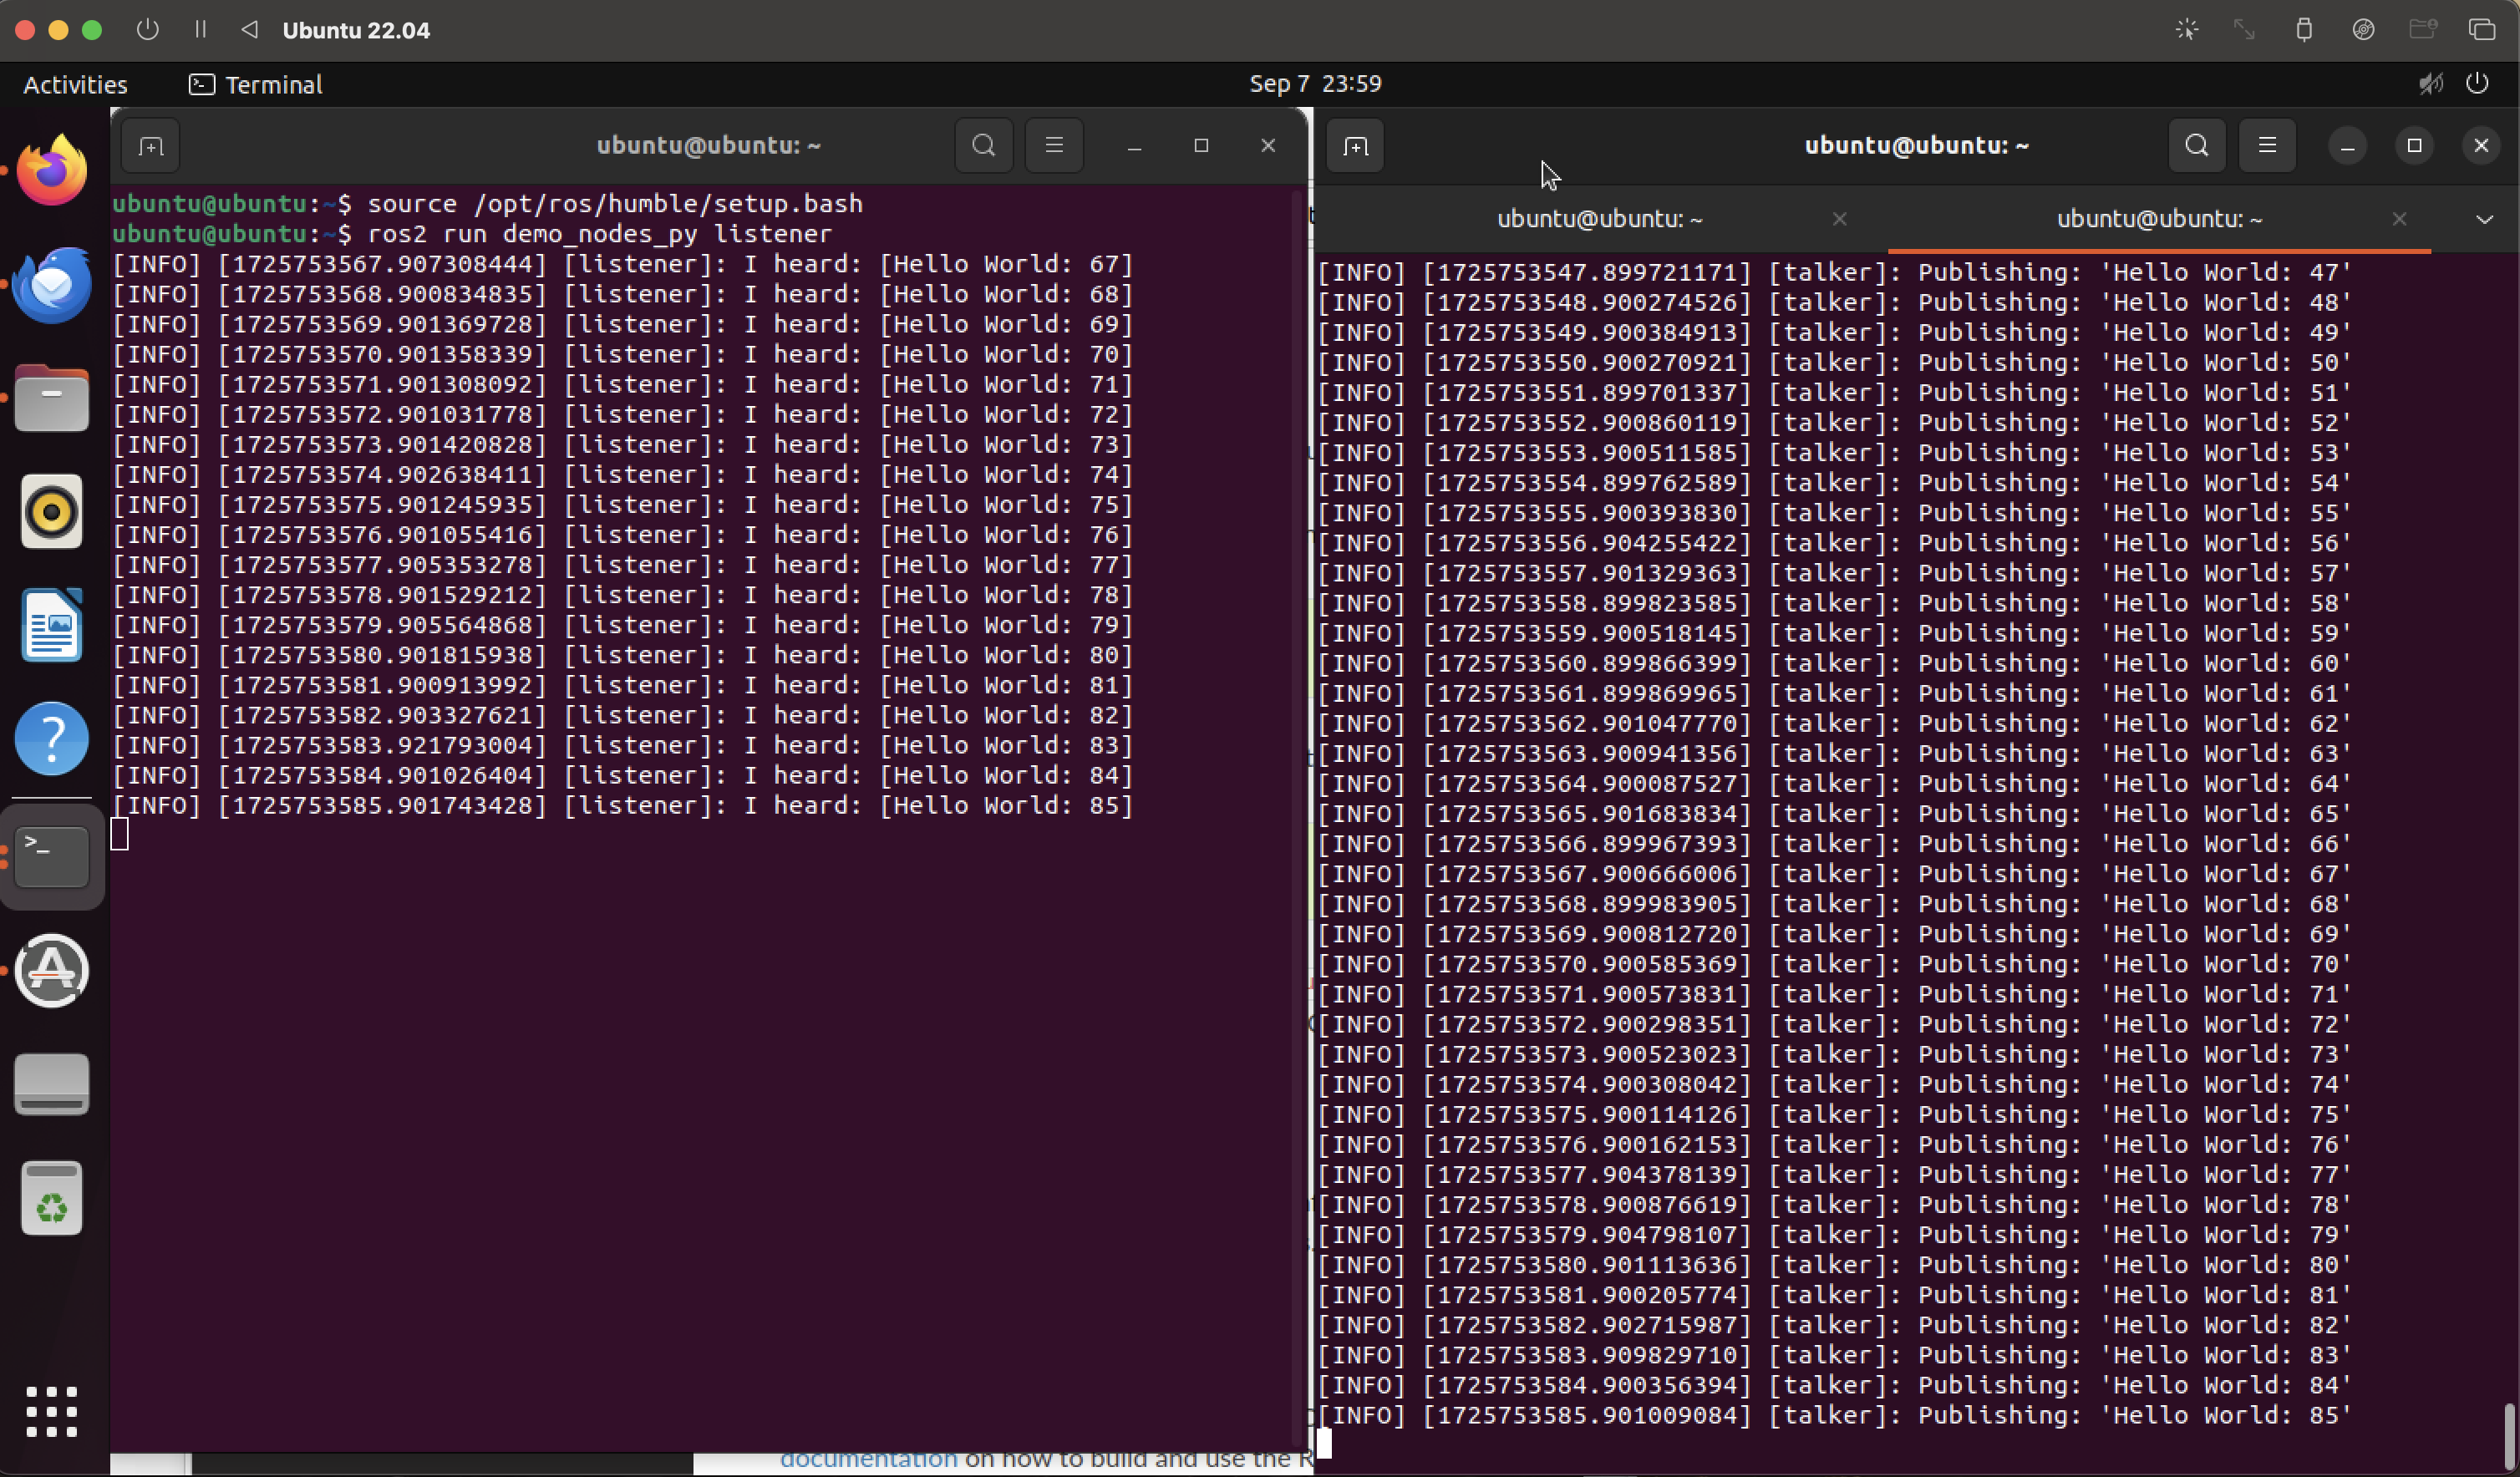 Ubuntu 22.04
Activities
Terminal
Sep 7 23:59
ubuntu@ubuntu: ~
ubuntu@ubuntu:~$ source /opt/ros/humble/setup.bash
ubuntu@ubuntu:~$ ros2 run demo_nodes_py listener
[INFO] [1725753567.907308444] [listener]: I heard: [Hello World: 67]
[INFO] [1725753568.900834835] [listener]: I heard: [Hello World: 68]
[INFO] [1725753569.901369728] [listener]: I heard: [Hello World: 69]
[INFO] [1725753570.901358339] [listener]: I heard: [Hello World: 70]
[INFO] [1725753571.901308092] [listener]: I heard: [Hello World: 71]
[INFO] [1725753572.901031778] [listener]: I heard: [Hello World: 72]
[INFO] [1725753573.901420828] [listener]: I heard: [Hello World: 73]
[INFO] [1725753574.902638411] [listener]: I heard: [Hello World: 74]
[INFO] [1725753575.901245935] [listener]: I heard: [Hello World: 75]
[INFO] [1725753576.901055416] [listener]: I heard: [Hello World: 76]
[INFO] [1725753577.905353278] [listener]: I heard: [Hello World: 77]
[INFO] [1725753578.901529212] [listener]: I heard: [Hello World: 78]
[INFO] [1725753579.905564868] [listener]: I heard: [Hello World: 79]
[INFO] [1725753580.901815938] [listener]: I heard: [Hello World: 80]
[INFO] [1725753581.900913992] [listener]: I heard: [Hello World: 81]
[INFO] [1725753582.903327621] [listener]: I heard: [Hello World: 82]
[INFO] [1725753583.921793004] [listener]: I heard: [Hello World: 83]
[INFO] [1725753584.901026404] [listener]: I heard: [Hello World: 84]
[INFO] [1725753585.901743428] [listener]: I heard: [Hello World: 85]
documentation on how to build and use the R
ubuntu@ubuntu: ~
ubuntu@ubuntu: ~
ubuntu@ubuntu: ~
[INFO] [1725753547.899721171] [talker]: Publishing: 'Hello World: 47'
[INFO] [1725753548.900274526] [talker]: Publishing: 'Hello World: 48'
[INFO] [1725753549.900384913] [talker]: Publishing: 'Hello World: 49'
[INFO] [1725753550.900270921] [talker]: Publishing: 'Hello World: 50'
[INFO] [1725753551.899701337] [talker]: Publishing: 'Hello World: 51'
[INFO] [1725753552.900860119] [talker]: Publishing: 'Hello World: 52'
[INFO] [1725753553.900511585] [talker]: Publishing: 'Hello World: 53'
[INFO] [1725753554.899762589] [talker]: Publishing: 'Hello World: 54'
[INFO] [1725753555.900393830] [talker]: Publishing: 'Hello World: 55'
[INFO] [1725753556.904255422] [talker]: Publishing: 'Hello World: 56'
[INFO] [1725753557.901329363] [talker]: Publishing: 'Hello World: 57'
[INFO] [1725753558.899823585] [talker]: Publishing: 'Hello World: 58'
[INFO] [1725753559.900518145] [talker]: Publishing: 'Hello World: 59'
[INFO] [1725753560.899866399] [talker]: Publishing: 'Hello World: 60'
[INFO] [1725753561.899869965] [talker]: Publishing: 'Hello World: 61'
[INFO] [1725753562.901047770] [talker]: Publishing: 'Hello World: 62'
[INFO] [1725753563.900941356] [talker]: Publishing: 'Hello World: 63'
[INFO] [1725753564.900087527] [talker]: Publishing: 'Hello World: 64'
[INFO] [1725753565.901683834] [talker]: Publishing: 'Hello World: 65'
[INFO] [1725753566.899967393] [talker]: Publishing: 'Hello World: 66'
[INFO] [1725753567.900666006] [talker]: Publishing: 'Hello World: 67'
[INFO] [1725753568.899983905] [talker]: Publishing: 'Hello World: 68'
[INFO] [1725753569.900812720] [talker]: Publishing: 'Hello World: 69'
[INFO] [1725753570.900585369] [talker]: Publishing: 'Hello World: 70'
[INFO] [1725753571.900573831] [talker]: Publishing: 'Hello World: 71'
[INFO] [1725753572.900298351] [talker]: Publishing: 'Hello World: 72'
[INFO] [1725753573.900523023] [talker]: Publishing: 'Hello World: 73'
[INFO] [1725753574.900308042] [talker]: Publishing: 'Hello World: 74'
[INFO] [1725753575.900114126] [talker]: Publishing: 'Hello World: 75'
[INFO] [1725753576.900162153] [talker]: Publishing: 'Hello World: 76'
[INFO] [1725753577.904378139] [talker]: Publishing: 'Hello World: 77'
[INFO] [1725753578.900876619] [talker]: Publishing: 'Hello World: 78'
[INFO] [1725753579.904798107] [talker]: Publishing: 'Hello World: 79'
[INFO] [1725753580.901113636] [talker]: Publishing: 'Hello World: 80'
[INFO] [1725753581.900205774] [talker]: Publishing: 'Hello World: 81'
[INFO] [1725753582.902715987] [talker]: Publishing: 'Hello World: 82'
[INFO] [1725753583.909829710] [talker]: Publishing: 'Hello World: 83'
[INFO] [1725753584.900356394] [talker]: Publishing: 'Hello World: 84'
[INFO] [1725753585.901009084] [talker]: Publishing: 'Hello World: 85'